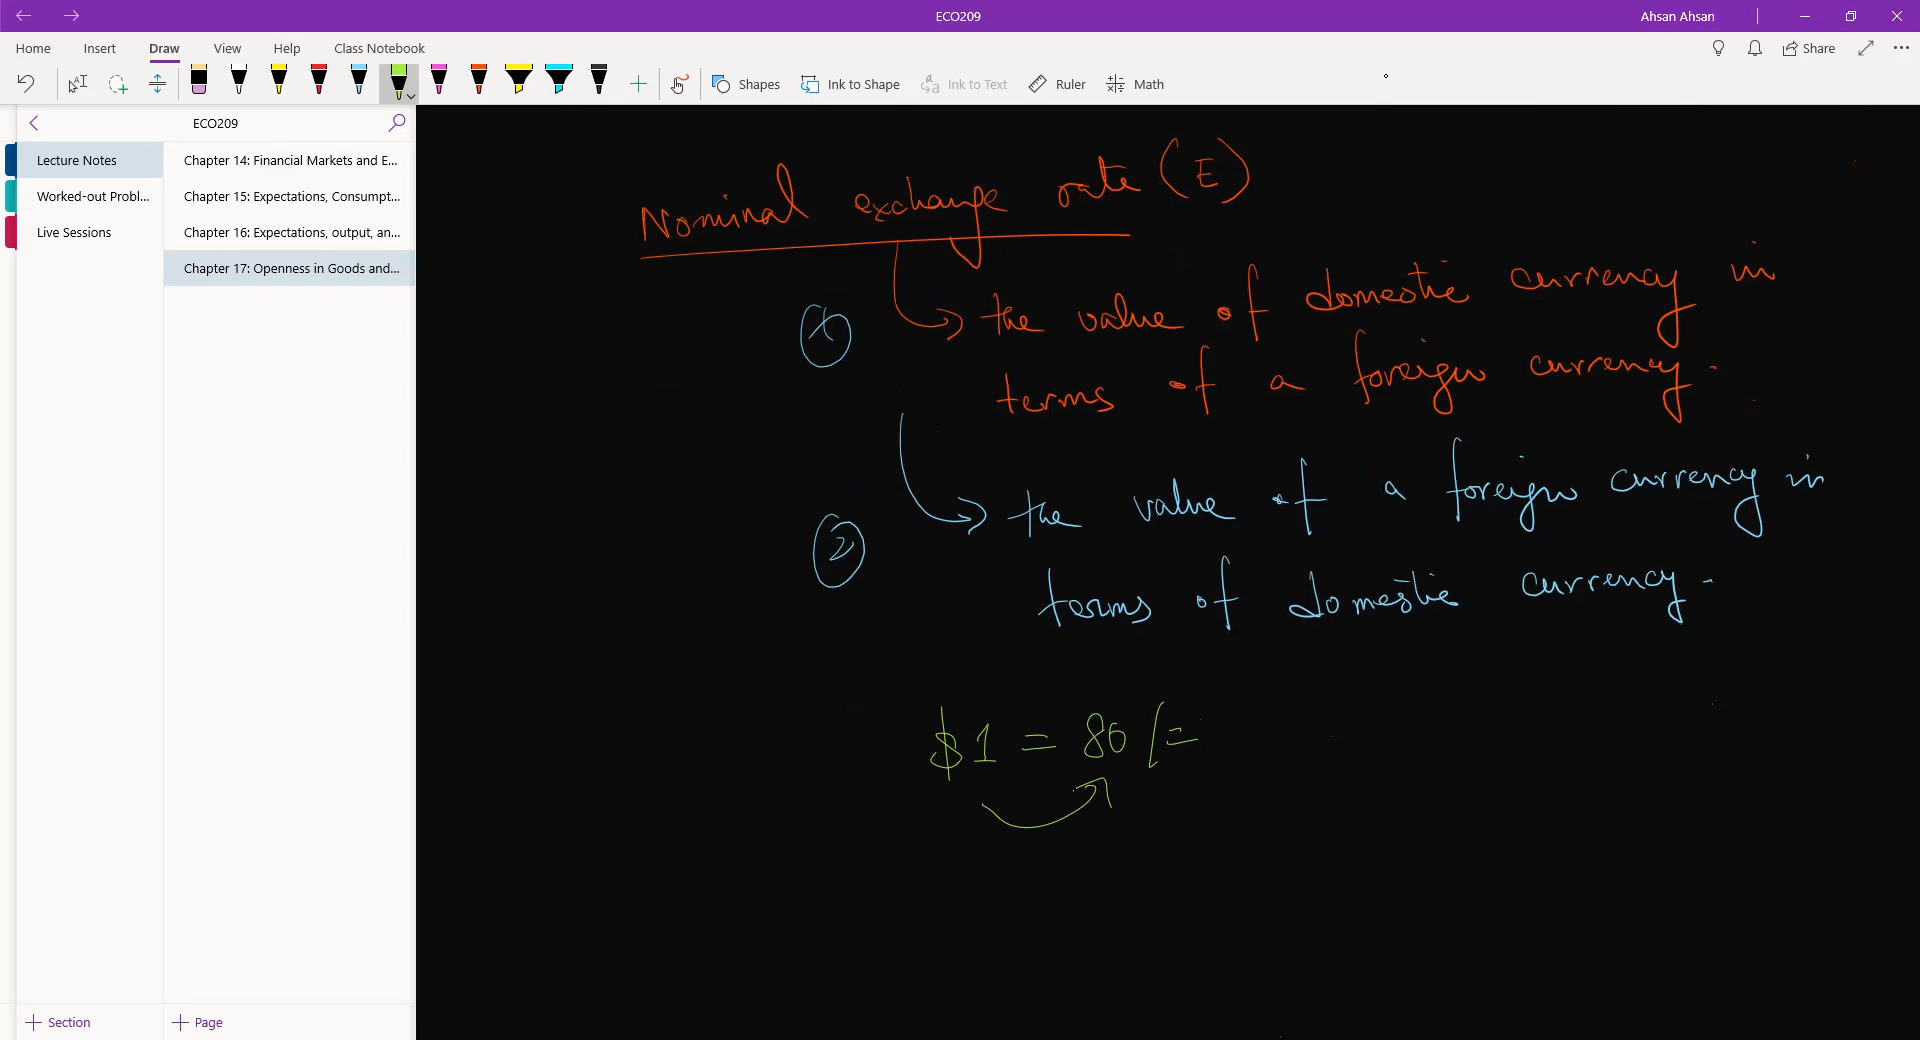 ECO209
Ahsan Ahsan
Home Insert Draw View Help Class Notebook
Share
Shapes Ink to Shape Ink to Text Ruler Math
ECO209
Lecture Notes
Worked-out Probl...
Live Sessions
Chapter 14: Financial Markets and E...
Chapter 15: Expectations, Consumpt...
Chapter 16: Expectations, output, an...
Chapter 17: Openness in Goods and...
Nominal exchange rate (E)
① → the value of domestic currency in
terms of a foreign currency.
② → the value of a foreign currency in
terms of domestic currency.
$1 = 80/=
+ Section
+ Page